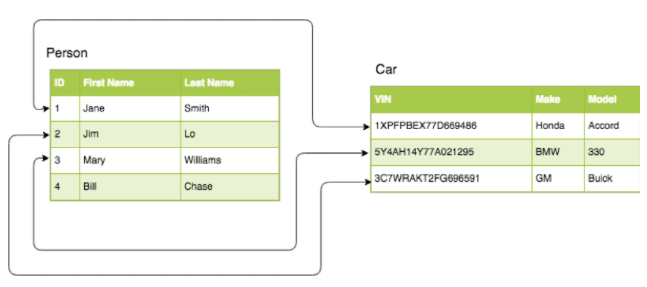 Person
ID First Name Last Name
1 Jane Smith
2 Jim Lo
3 Mary Williams
4 Bill Chase
Car
VIN Make Model
1XPFPBEX77D669486 Honda Accord
5Y4AH14Y77A021295 BMW 330
3C7WRAKT2FG696591 GM Buick